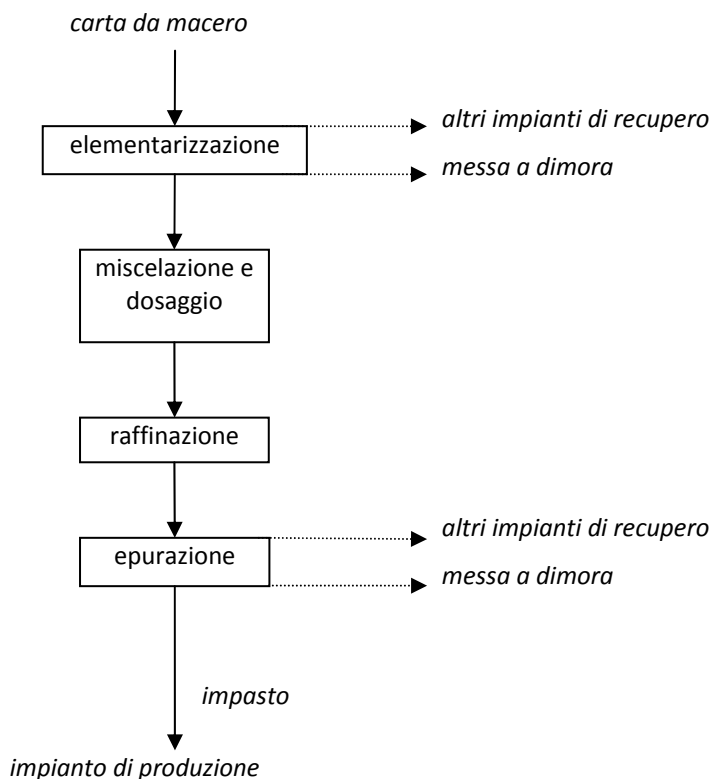 carta da macero
altri impianti di recupero
elementarizzazione
messa a dimora
miscelazione e
dosaggio
raffinazione
altri impianti di recupero
epurazione
messa a dimora
impasto
impianto di produzione